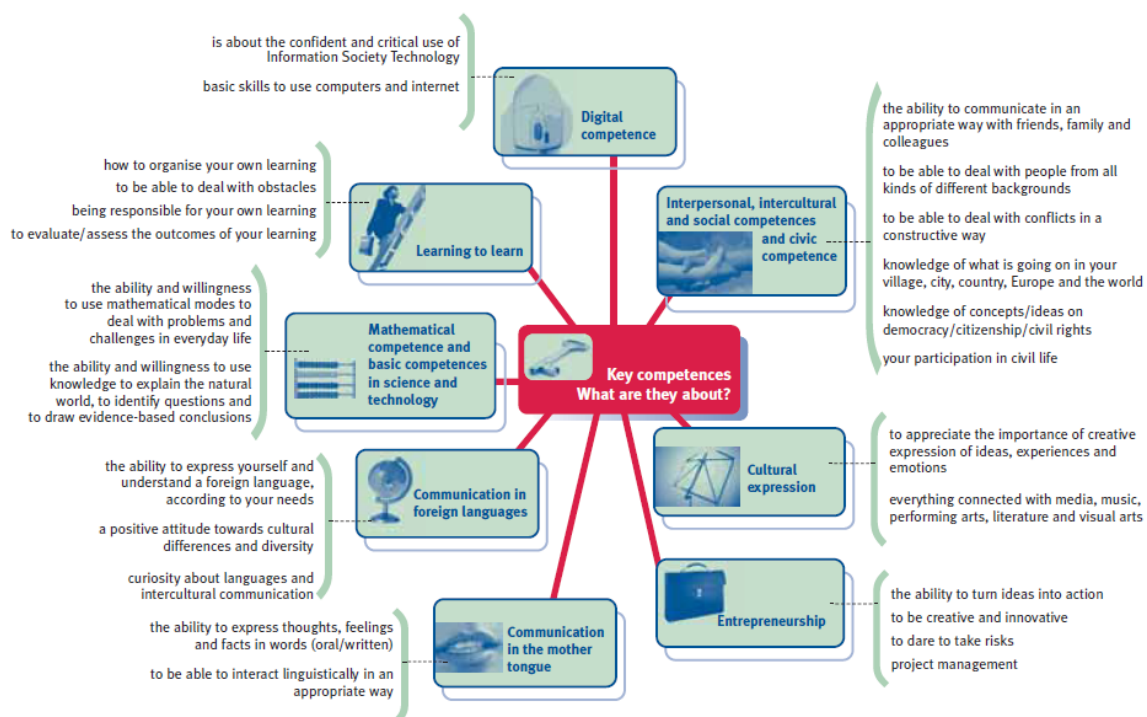 is about the confident and critical use of
Information Society Technology
basic skills to use computers and internet
Digital
competence
how to organise your own learning
to be able to deal with obstacles
being responsible for your own learning
to evaluate/assess the outcomes of your learning
Learning to learn
the ability and willingness
to use mathematical modes to
deal with problems and
challenges in everyday life
the ability and willingness to use
knowledge to explain the natural
world, to identify questions and
to draw evidence-based conclusions
Mathematical
competence and
basic competences
in science and
technology
the ability to express yourself and
understand a foreign language,
according to your needs
a positive attitude towards cultural
differences and diversity
curiosity about languages and
intercultural communication
Communication in
foreign languages
the ability to express thoughts, feelings
and facts in words (oral/written)
to be able to interact linguistically in an
appropriate way
Communication
in the mother
tongue
Key competences
What are they about?
Interpersonal, intercultural
and social competences
and civic
competence
the ability to communicate in an
appropriate way with friends, family and
colleagues
to be able to deal with people from all
kinds of different backgrounds
to be able to deal with conflicts in a
constructive way
knowledge of what is going on in your
village, city, country, Europe and the world
knowledge of concepts/ideas on
democracy/citizenship/civil rights
your participation in civil life
Cultural
expression
to appreciate the importance of creative
expression of ideas, experiences and
emotions
everything connected with media, music,
performing arts, literature and visual arts
Entrepreneurship
the ability to turn ideas into action
to be creative and innovative
to dare to take risks
project management